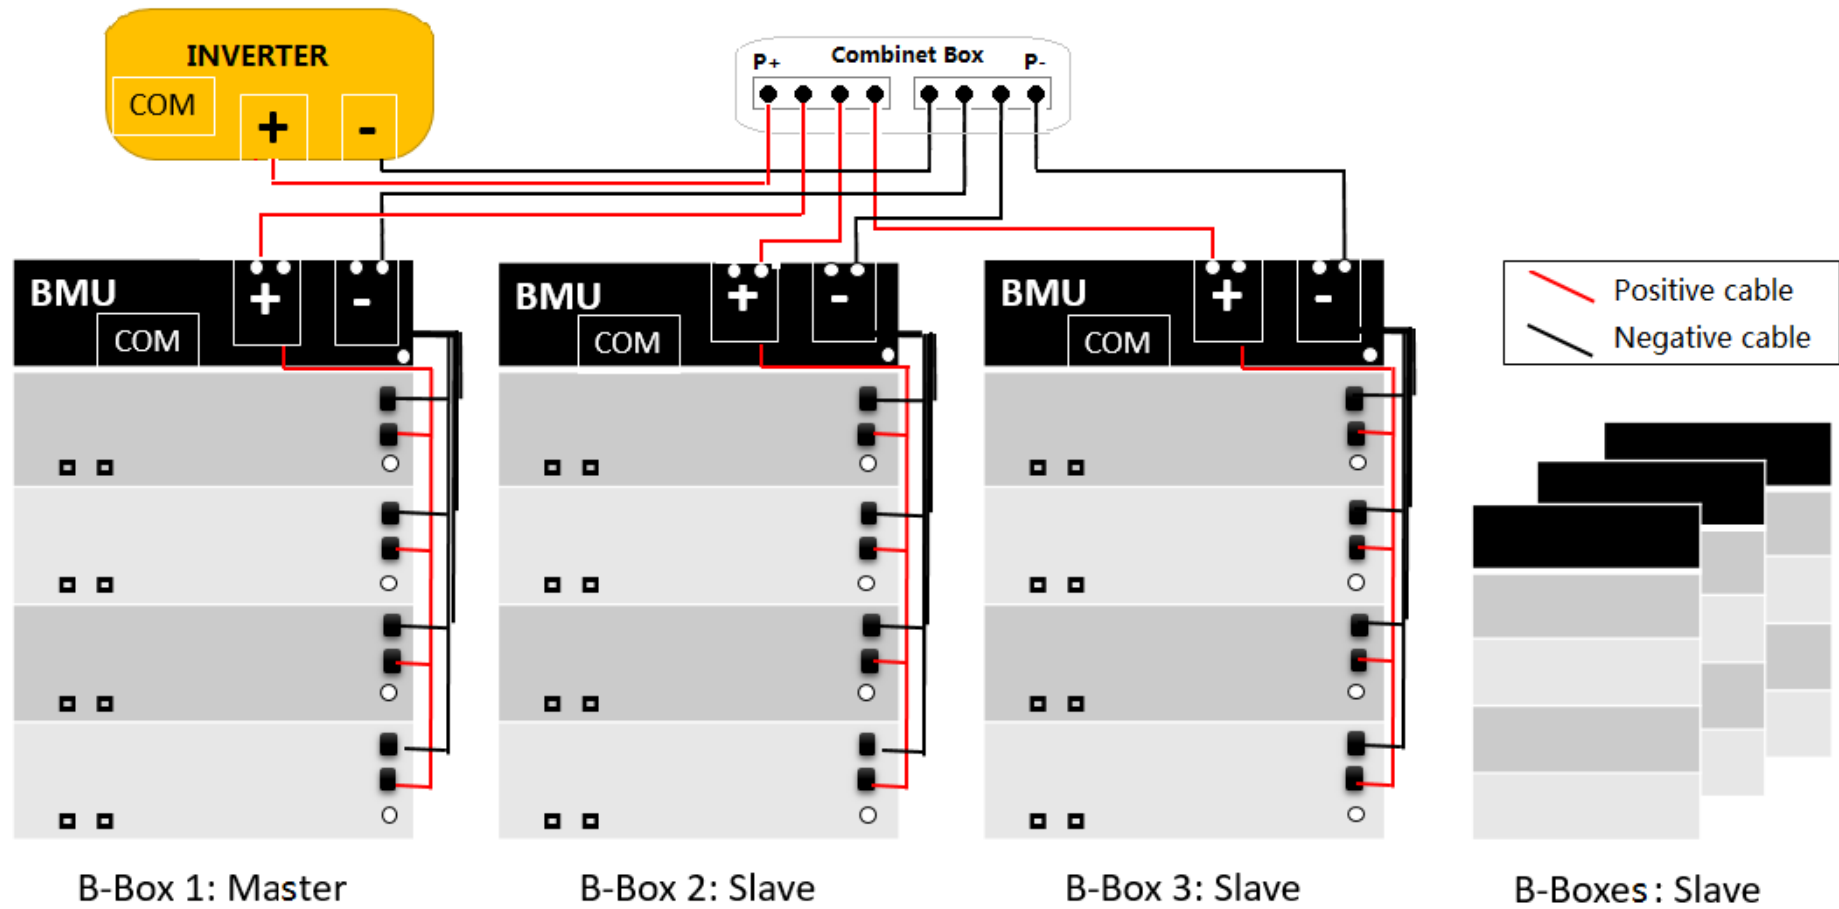 INVERTER
COM
+
-
Combinet Box
P+
P-
BMU
+
-
COM
BMU
+
-
COM
BMU
+
-
COM
Positive cable
Negative cable
B-Box 1: Master
B-Box 2: Slave
B-Box 3: Slave
B-Boxes: Slave